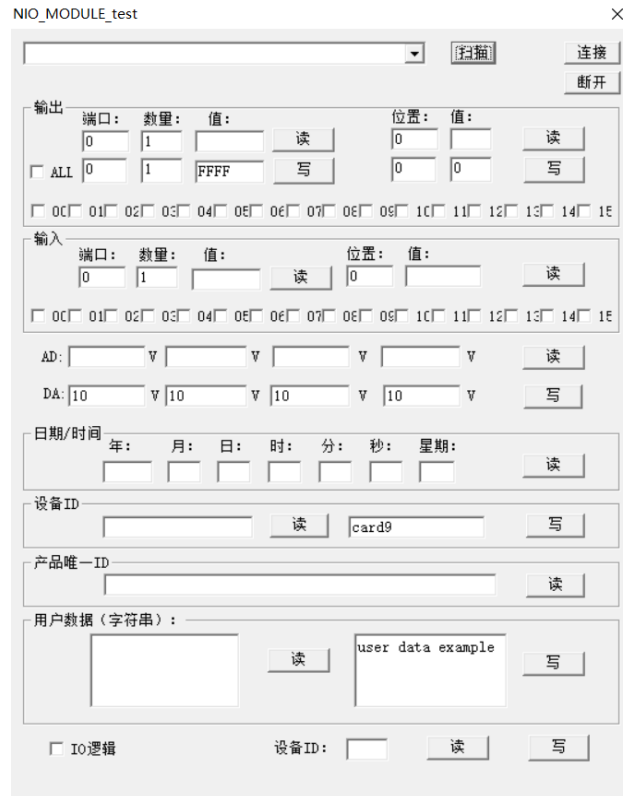 NIO_MODULE_test
扫描 连接
断开
输出
端口: 数量: 值: 位置: 值:
0 1 读 0 读
ALL 0 1 FFFF 写 0 0 写
00 01 02 03 04 05 06 07 08 09 10 11 12 13 14 15
输入
端口: 数量: 值: 位置: 值:
0 1 读 0 读
00 01 02 03 04 05 06 07 08 09 10 11 12 13 14 15
AD: V V V V 读
DA: 10 V 10 V 10 V 10 V 写
日期/时间
年: 月: 日: 时: 分: 秒: 星期:
读
设备ID
读 card9 写
产品唯一ID
读
用户数据(字符串):
读 user data example 写
IO逻辑 设备ID: 读 写